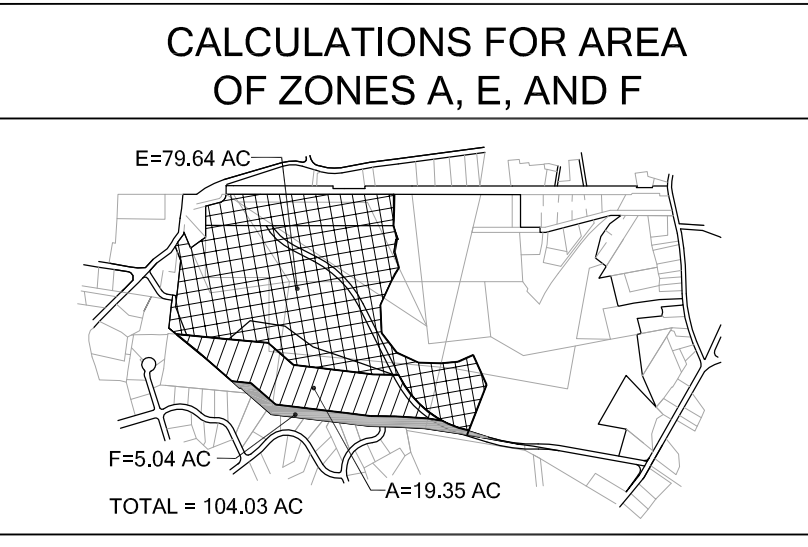 CALCULATIONS FOR AREA
OF ZONES A, E, AND F
E=79.64 AC
F=5.04 AC
A=19.35 AC
TOTAL = 104.03 AC